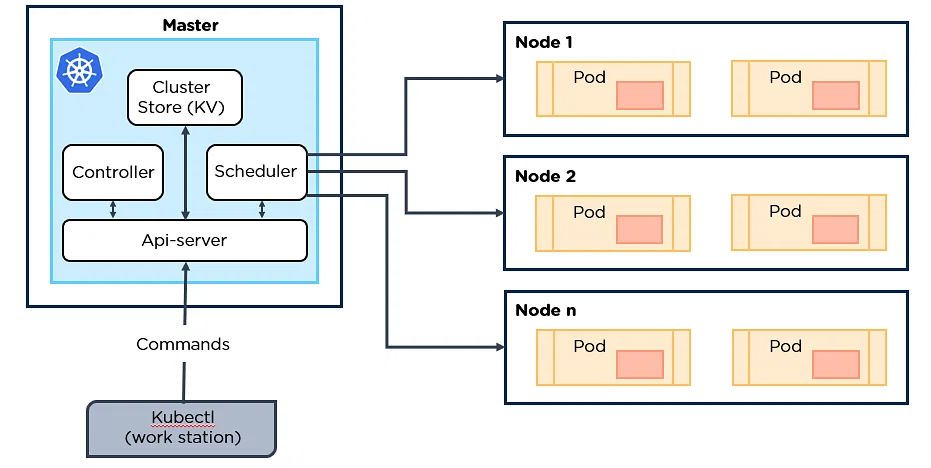 Master
Cluster
Store (KV)
Controller
Scheduler
Api-server
Commands
Kubectl
(work station)
Node 1
Pod
Pod
Node 2
Pod
Pod
Node n
Pod
Pod